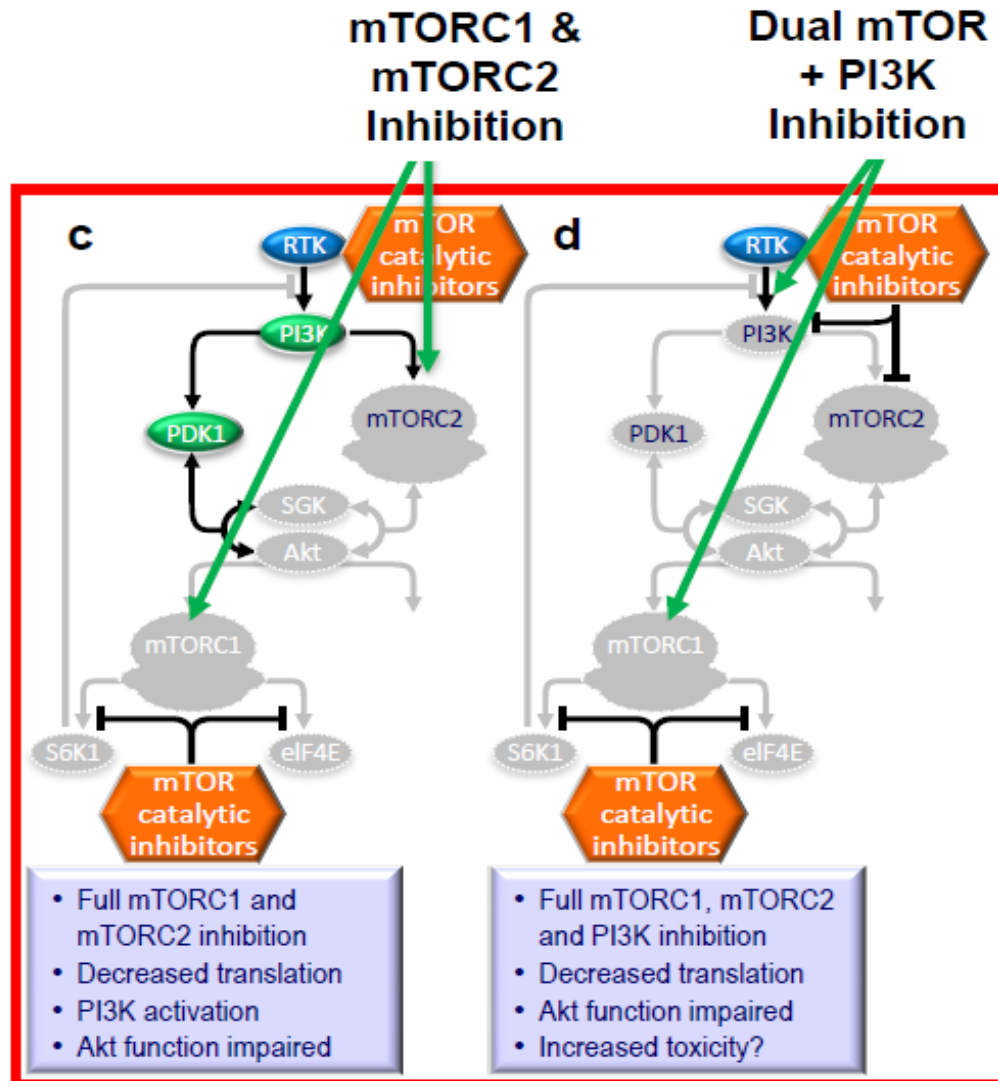 mTORC1 &
mTORC2
Inhibition
Dual mTOR
+ PI3K
Inhibition
c
RTK
mTOR
catalytic
inhibitors
PI3K
mTORC2
PDK1
SGK
Akt
mTORC1
S6K1
elF4E
mTOR
catalytic
inhibitors
• Full mTORC1 and
mTORC2 inhibition
• Decreased translation
• PI3K activation
• Akt function impaired
d
RTK
mTOR
catalytic
inhibitors
PI3K
mTORC2
PDK1
SGK
Akt
mTORC1
S6K1
elF4E
mTOR
catalytic
inhibitors
• Full mTORC1, mTORC2
and PI3K inhibition
• Decreased translation
• Akt function impaired
• Increased toxicity?